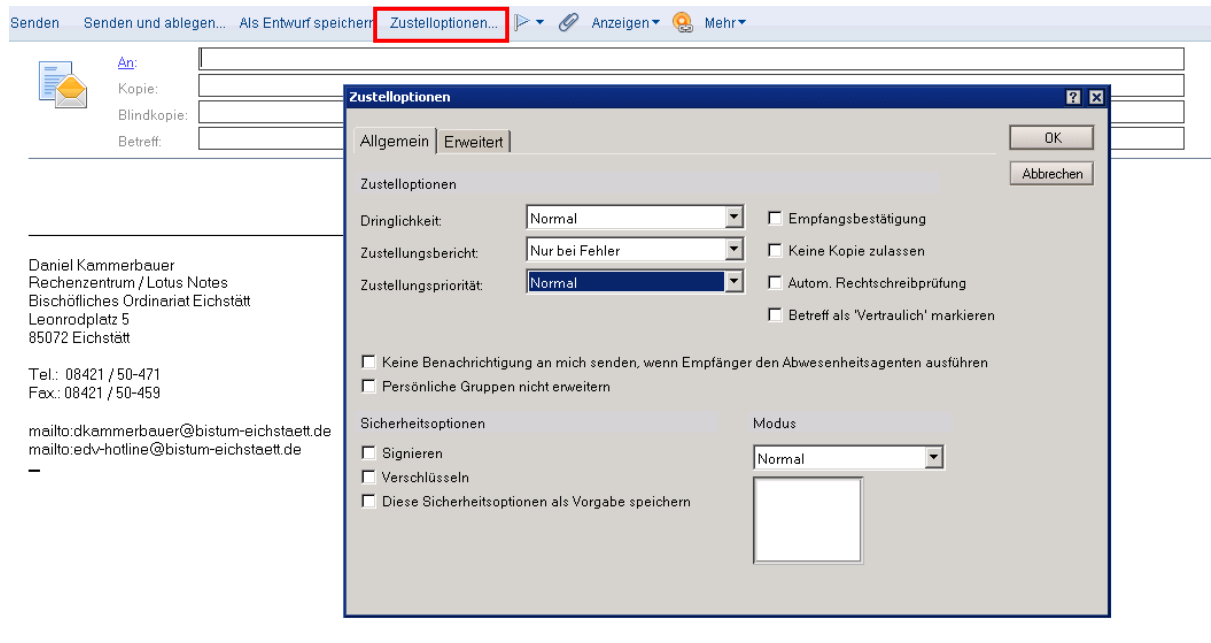 Senden Senden und ablegen... Als Entwurf speichern Zustelloptionen... Anzeigen Mehr
An:
Kopie:
Blindkopie:
Betreff:
Zustelloptionen
Allgemein Erweitert
OK
Abbrechen
Zustelloptionen
Dringlichkeit: Normal Empfangsbestätigung
Zustellungsbericht: Nur bei Fehler Keine Kopie zulassen
Zustellungspriorität: Normal Autom. Rechtschreibprüfung
Betreff als 'Vertraulich' markieren
Keine Benachrichtigung an mich senden, wenn Empfänger den Abwesenheitsagenten ausführen
Persönliche Gruppen nicht erweitern
Sicherheitsoptionen Modus
Signieren Normal
Verschlüsseln
Diese Sicherheitsoptionen als Vorgabe speichern
Daniel Kammerbauer
Rechenzentrum / Lotus Notes
Bischöfliches Ordinariat Eichstätt
Leonrodplatz 5
85072 Eichstätt
Tel.: 08421 / 50-471
Fax.: 08421 / 50-459
mailto:dkammerbauer@bistum-eichstaett.de
mailto:edv-hotline@bistum-eichstaett.de